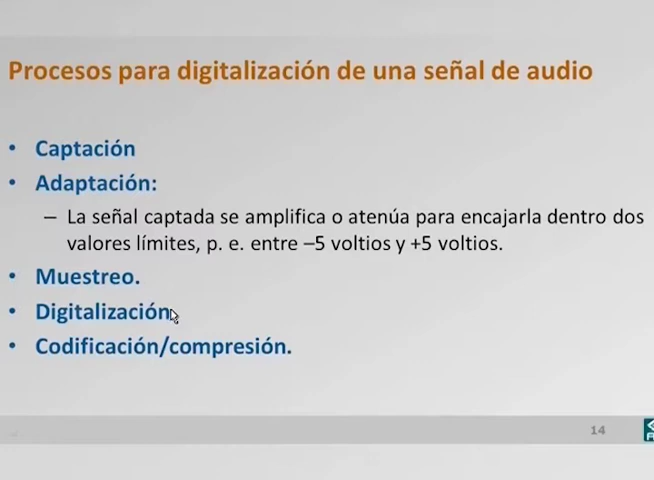 Procesos para digitalización de una señal de audio
• Captación
• Adaptación:
– La señal captada se amplifica o atenúa para encajarla dentro dos
valores límites, p. e. entre –5 voltios y +5 voltios.
• Muestreo.
• Digitalización
• Codificación/compresión.
14